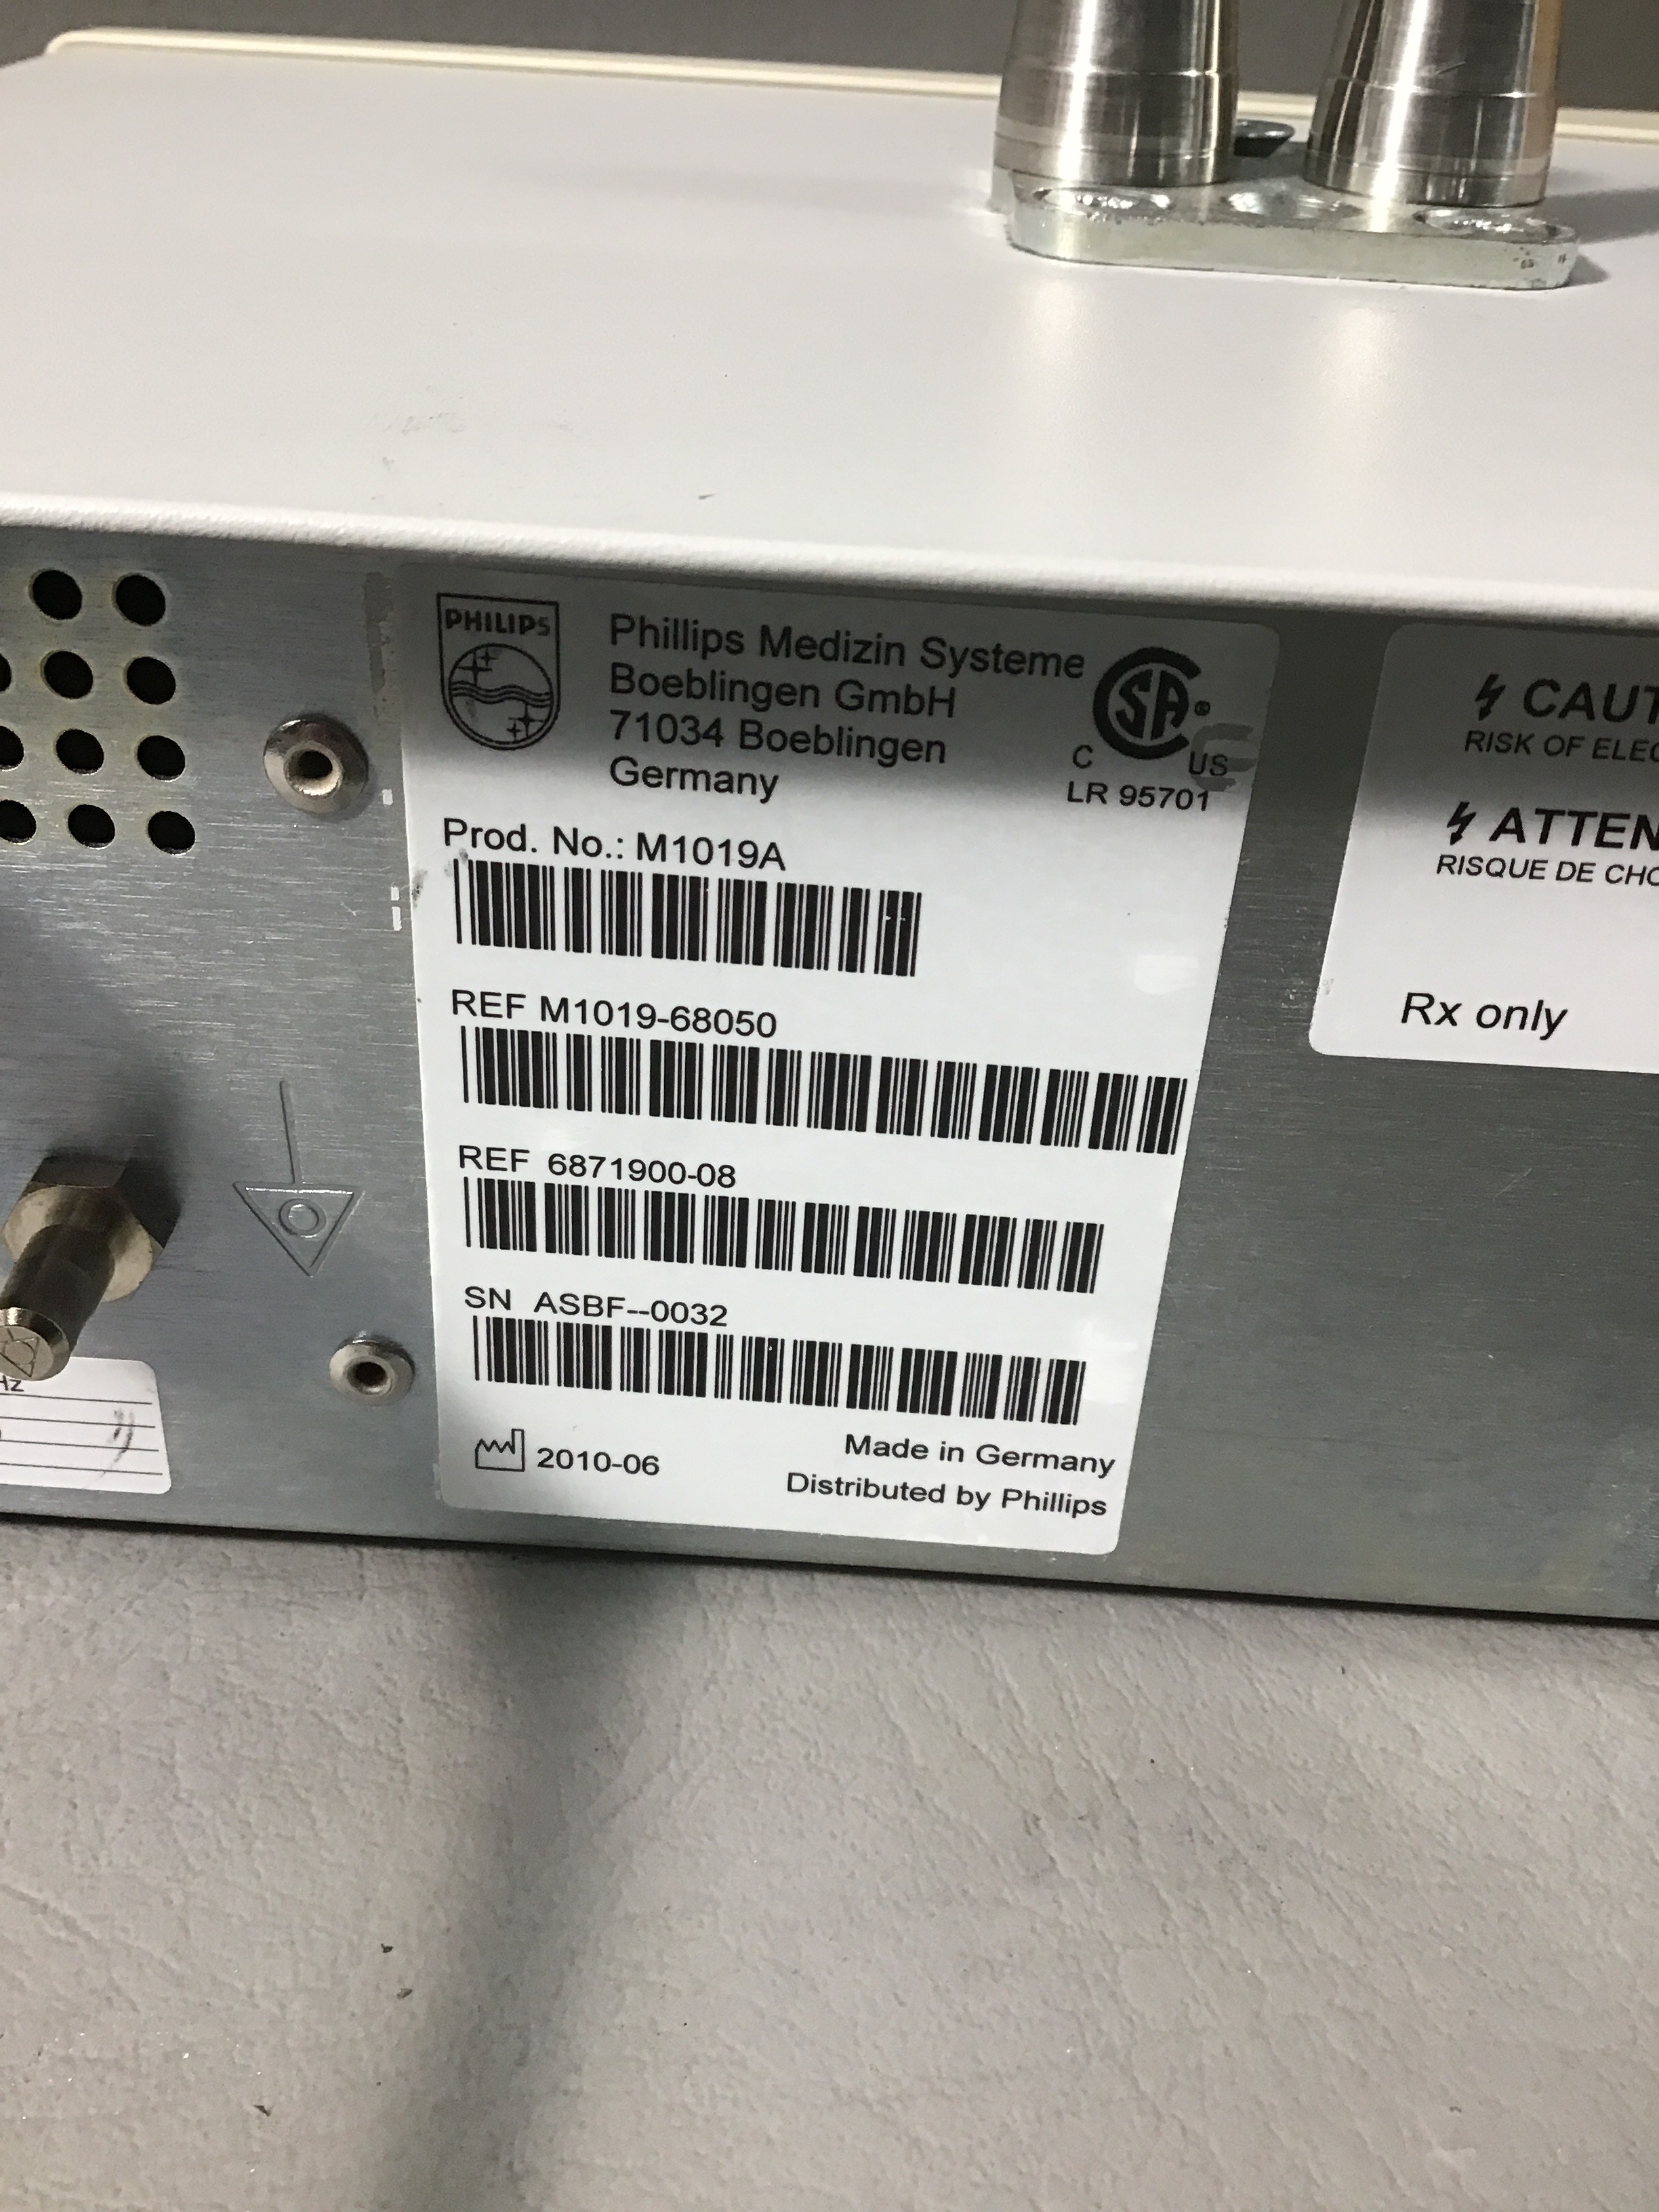 PHILIPS
Phillips Medizin Systeme
Boeblingen GmbH
71034 Boeblingen
Germany
SA
C US
LR 95701
Prod. No.: M1019A
REF M1019-68050
REF 6871900-08
SN ASBF--0032
2010-06
Made in Germany
Distributed by Phillips
CAUT
RISK OF ELEC
ATTEN
RISQUE DE CHO
Rx only
Hz